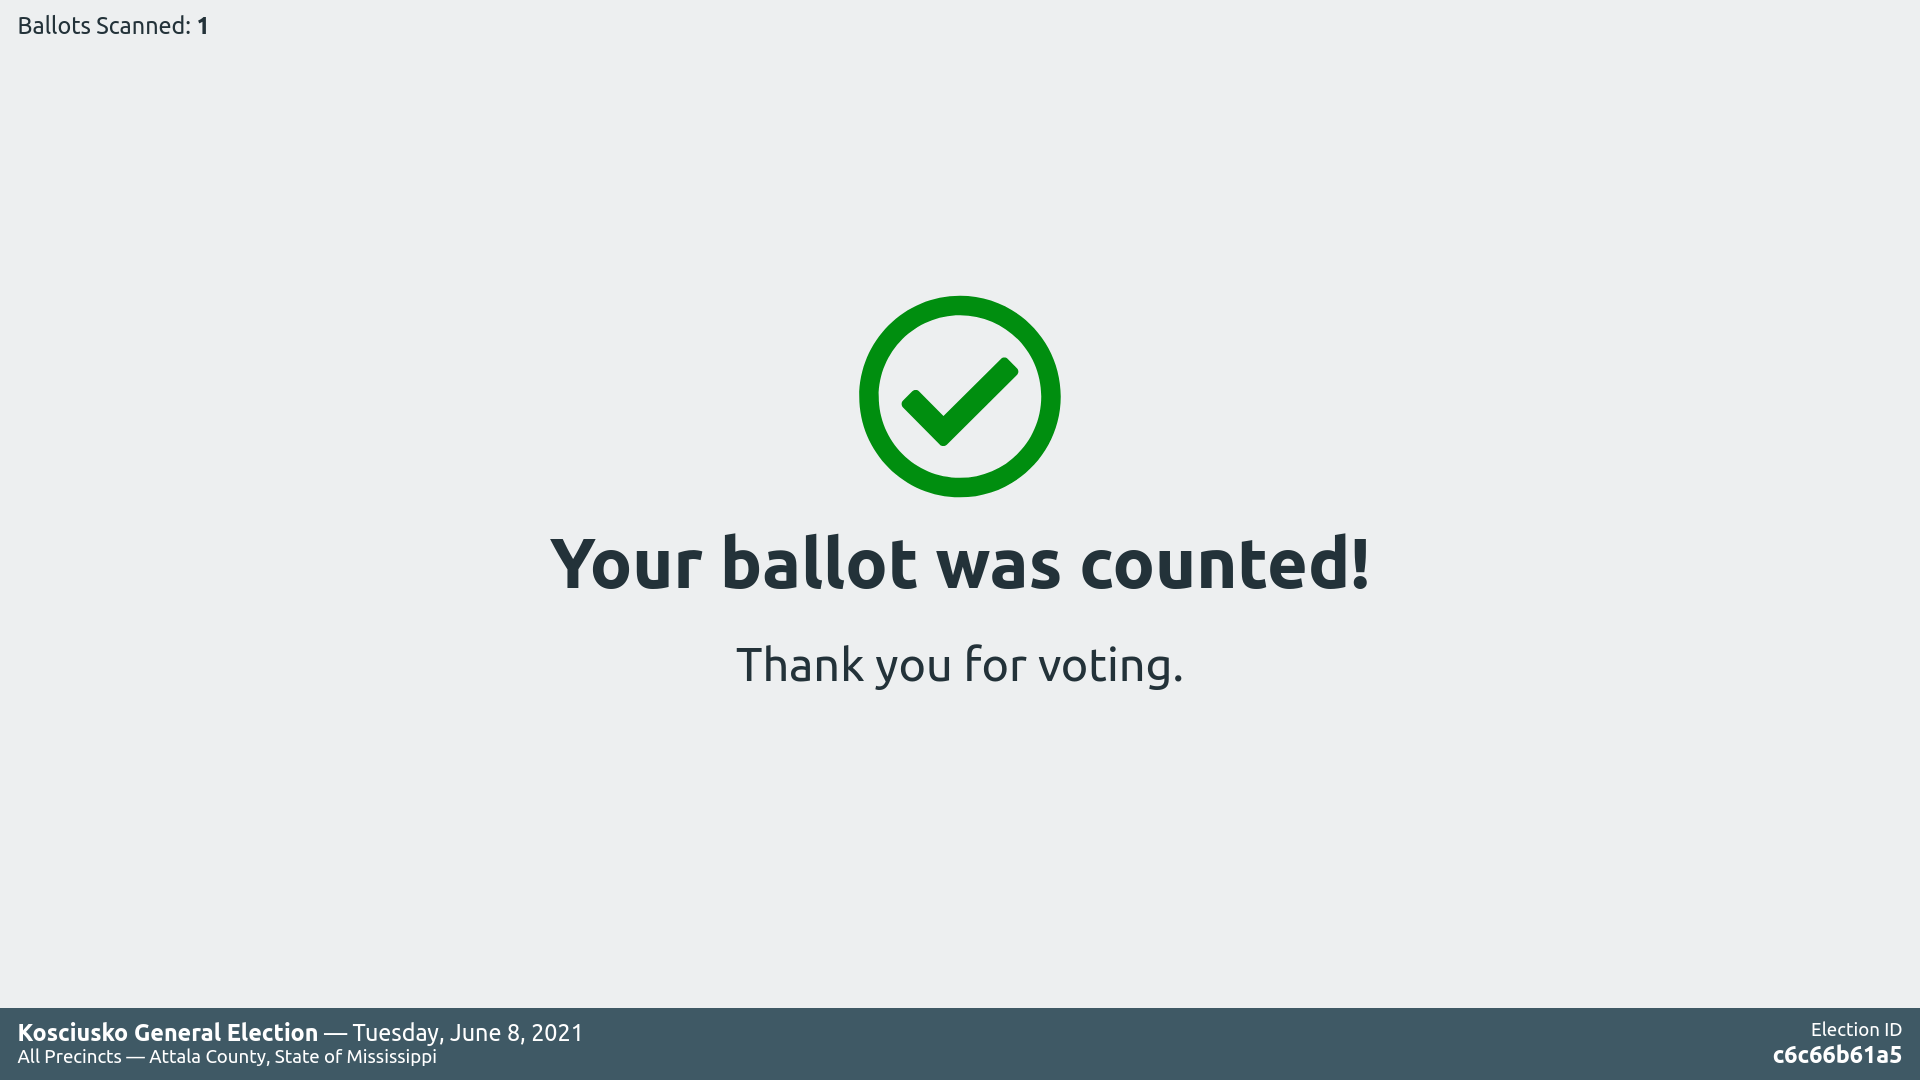 Ballots Scanned: 1
Your ballot was counted!
Thank you for voting.
Kosciusko General Election — Tuesday, June 8, 2021
All Precincts — Attala County, State of Mississippi
Election ID
c6c66b61a5